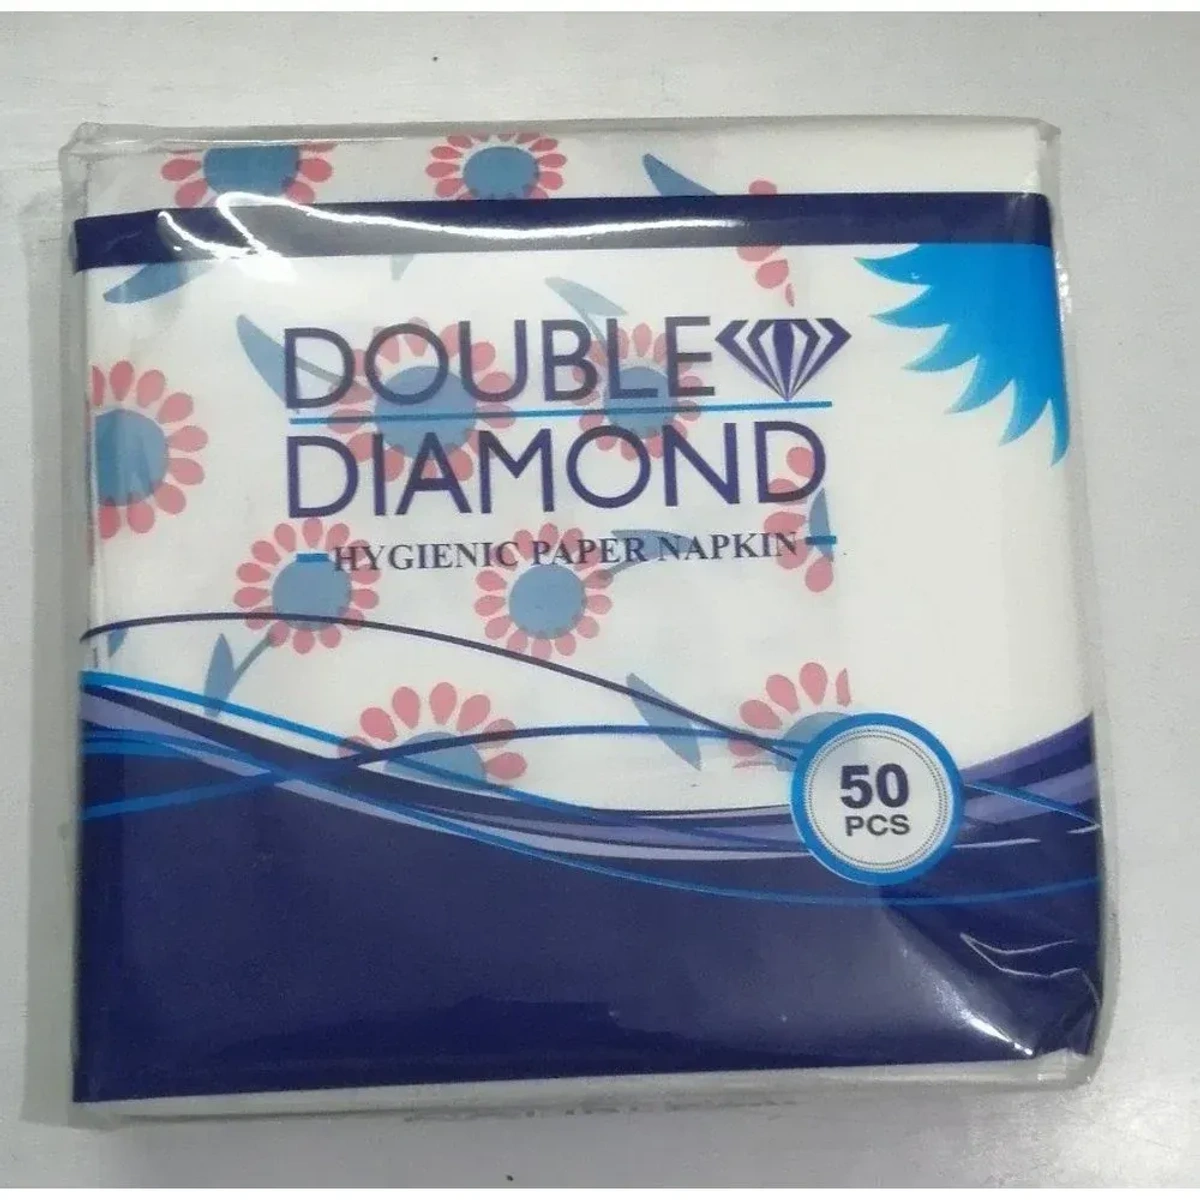 DOUBLE
DIAMOND
HYGIENIC PAPER NAPKIN
50
PCS